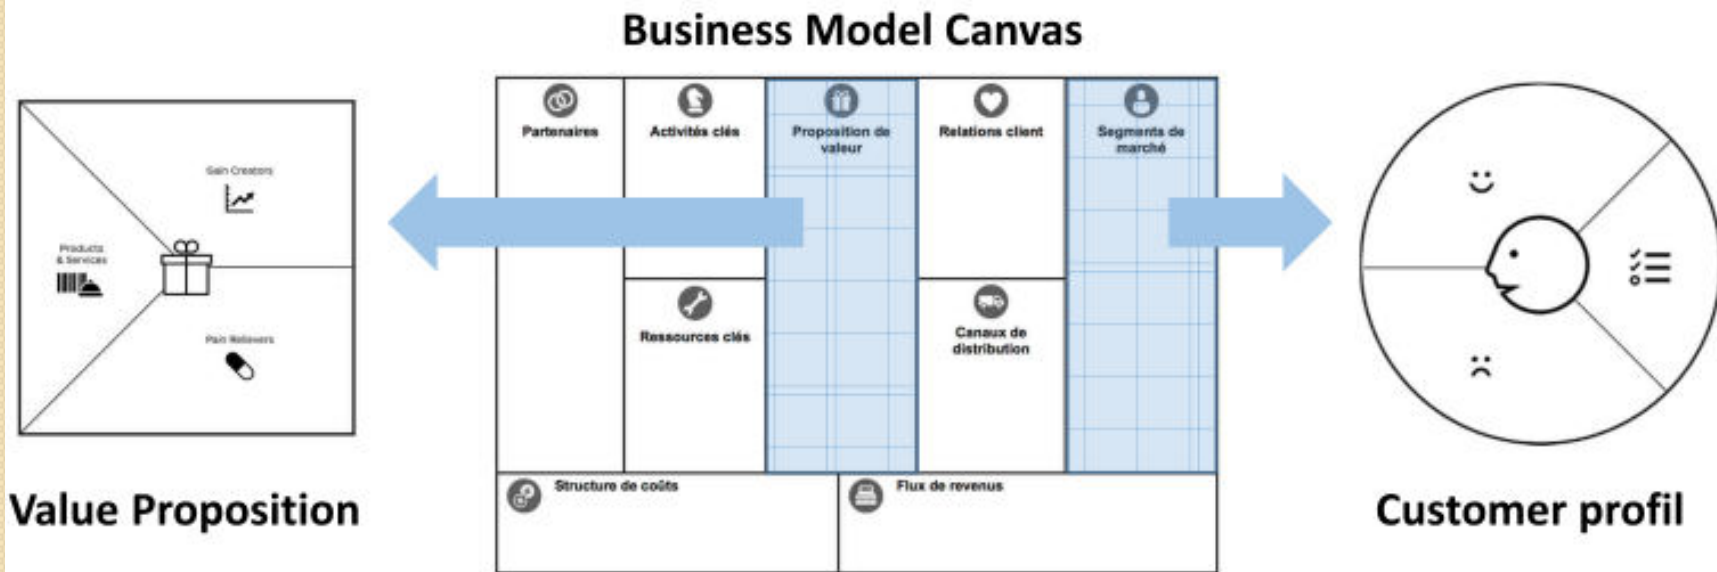 Business Model Canvas
Gain Creators
Products
& Services
Pain Relievers
Value Proposition
Partenaires
Activités clés
Proposition de
valeur
Relations client
Segments de
marché
Ressources clés
Canaux de
distribution
Structure de coûts
Flux de revenus
Customer profil